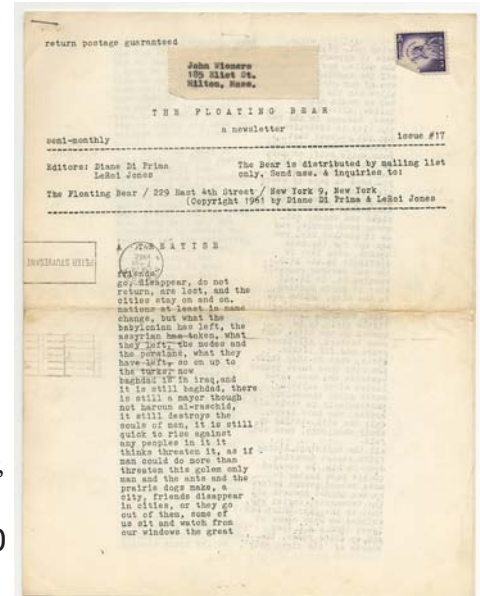 return postage guaranteed
John Wieners
185 Eliot St.
Milton, Mass.
THE FLOATING BEAR
a newsletter
semi-monthly
issue #17
Editors: Diane Di Prima
LeRoi Jones
The Bear is distributed by mailing list
only, Send mss. & inquiries to:
The Floating Bear / 229 East 4th Street / New York 9, New York
(Copyright 1961 by Diane Di Prima & LeRoi Jones
A TREATISE
PETER STUYVESANT
friends
go, disappear, do not
return, are lost, and the
cities stay on and on.
nations at least in name
change, but what the
babylonian has left, the
assyrian has taken, what
they left, the medes and
the persians, what they
have left, so on up to
the turks, now
baghdad is in iraq,and
it is still baghdad, there
is still a mayor though
not haroun al-raschid,
it still destroys the
souls of men, it is still
quick to rise against
any peoples in it it
thinks threaten it, as if
man could do more than
threaten this golem only
man and the ants and the
prairie dogs make, a
city, friends disappear
in cities, or they go
out of them, some of
us sit and watch from
our windows the great
,
0